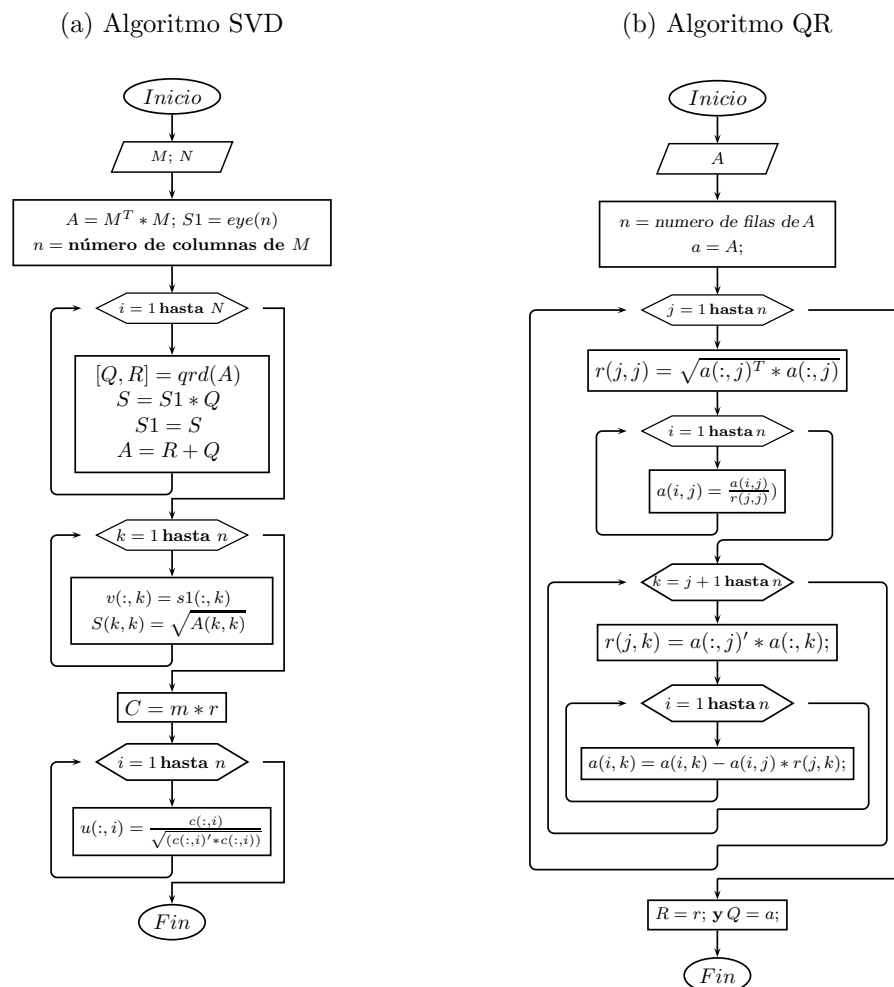 (a) Algoritmo SVD
Inicio
M; N
A = M^T * M; S1 = eye(n)
n = número de columnas de M
i = 1 hasta N
[Q, R] = qrd(A)
S = S1 * Q
S1 = S
A = R + Q
k = 1 hasta n
v(:, k) = s1(:, k)
S(k, k) = √A(k, k)
C = m * r
i = 1 hasta n
u(:, i) = c(:,i) / √(c(:,i)′*c(:,i))
Fin
(b) Algoritmo QR
Inicio
A
n = numero de filas de A
a = A;
j = 1 hasta n
r(j, j) = √a(:, j)^T * a(:, j)
i = 1 hasta n
a(i, j) = a(i,j) / r(j,j))
k = j + 1 hasta n
r(j, k) = a(:, j)′ * a(:, k);
i = 1 hasta n
a(i, k) = a(i, k) − a(i, j) * r(j, k);
R = r; y Q = a;
Fin